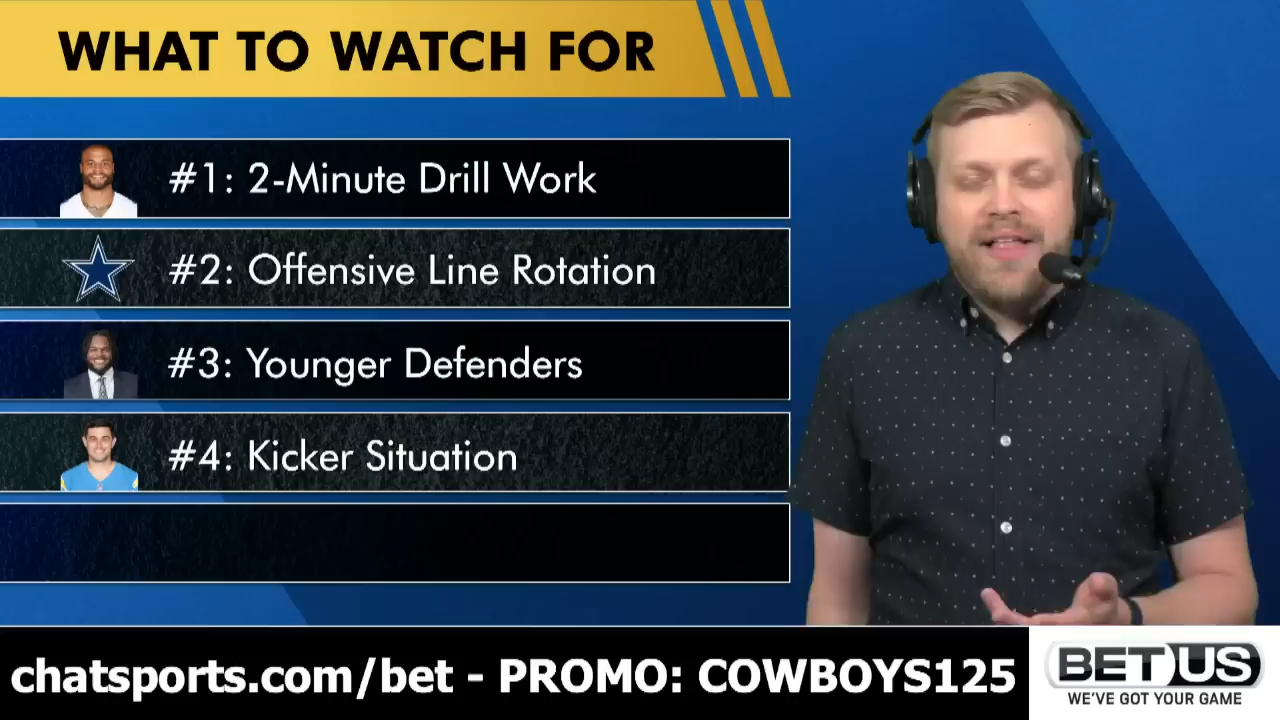 WHAT TO WATCH FOR
#1: 2-Minute Drill Work
#2: Offensive Line Rotation
#3: Younger Defenders
#4: Kicker Situation
chatsports.com/bet - PROMO: COWBOYS125
BETUS
WE'VE GOT YOUR GAME